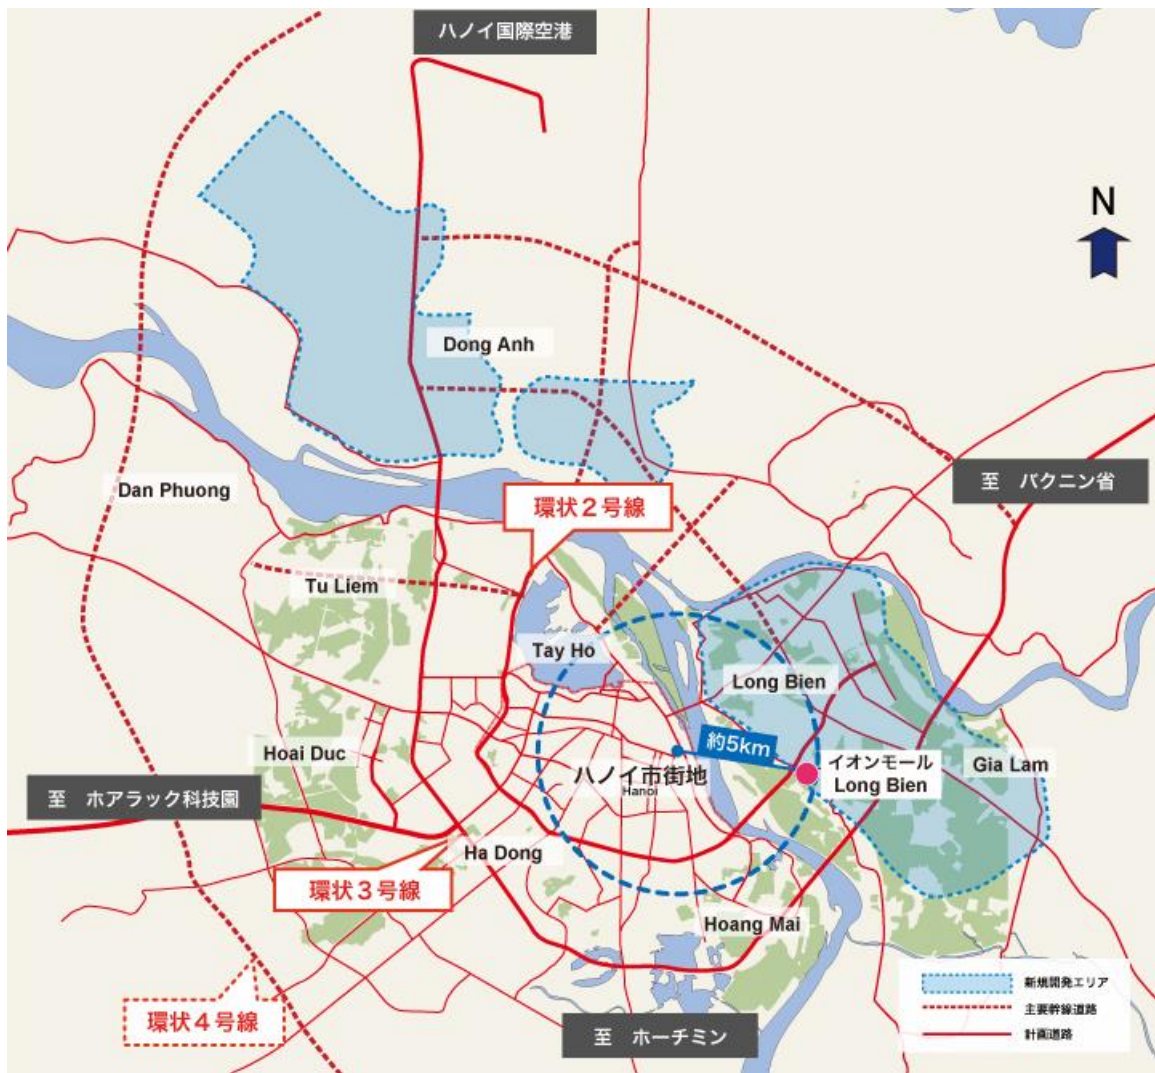 ハノイ国際空港
N
Dong Anh
至 バクニン省
Dan Phuong
環状2号線
Tu Liem
Tay Ho
Long Bien
約5km
Hoai Duc
ハノイ市街地
Hanoi
イオンモール
Long Bien
Gia Lam
至 ホアラック科技園
Ha Dong
環状3号線
Hoang Mai
環状4号線
至 ホーチミン
新規開発エリア
主要幹線道路
計画道路